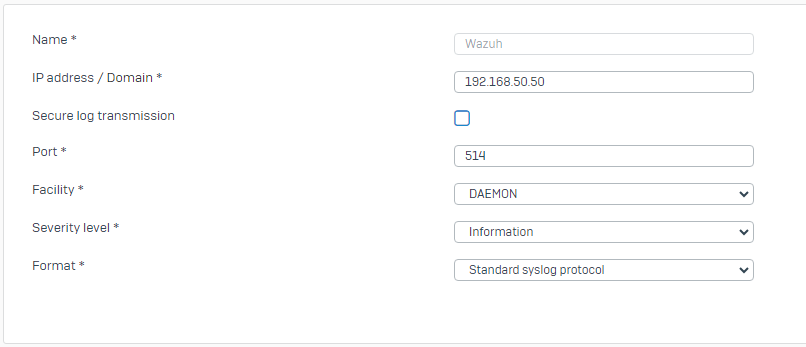 Name *
Wazuh
IP address / Domain *
192.168.50.50
Secure log transmission
Port *
514
Facility *
DAEMON
Severity level *
Information
Format *
Standard syslog protocol